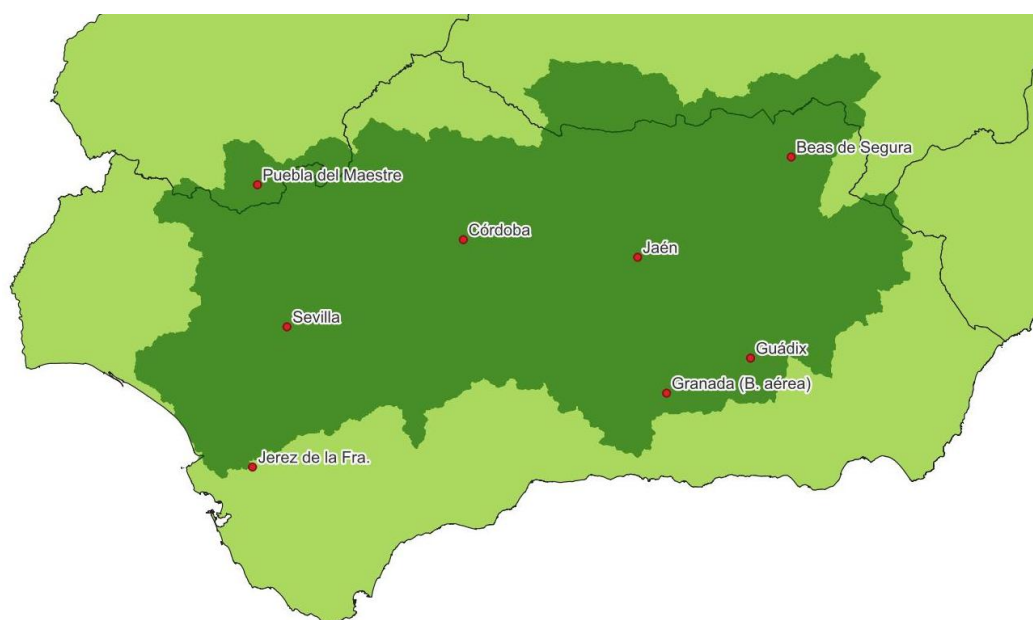 Beas de Segura
Puebla del Maestre
Córdoba
Jaén
Sevilla
Guádix
Granada (B. aérea)
Jerez de la Fra.